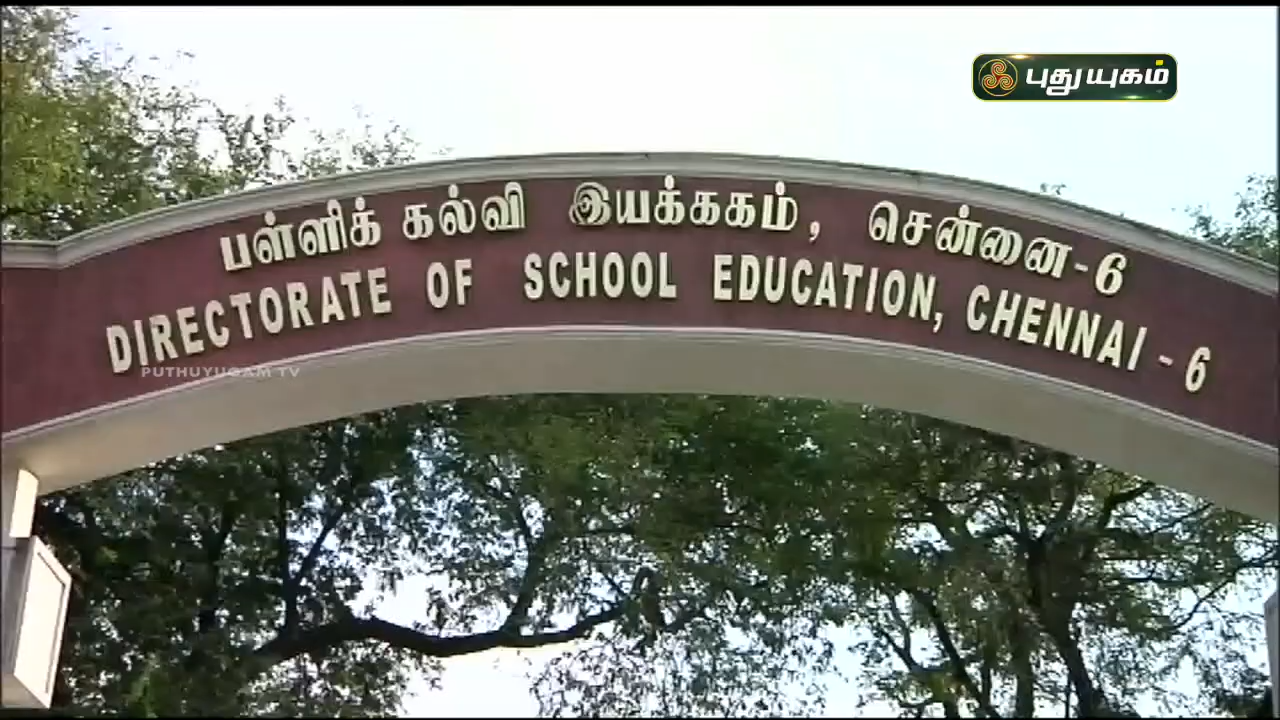 புதுயுகம்
பள்ளிக் கல்வி இயக்ககம், சென்னை-6
DIRECTORATE OF SCHOOL EDUCATION, CHENNAI - 6
PUTHUYUGAM TV